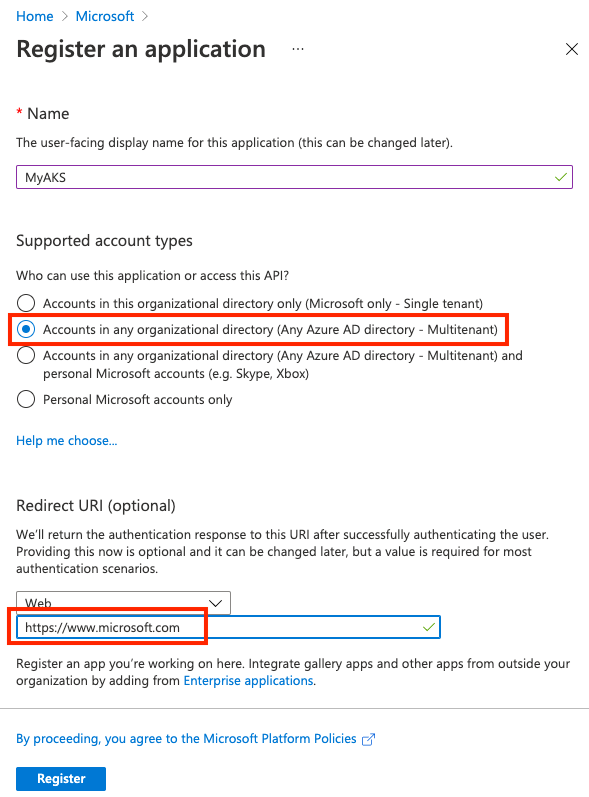 Home > Microsoft >
Register an application ...
* Name
The user-facing display name for this application (this can be changed later).
MyAKS
Supported account types
Who can use this application or access this API?
Accounts in this organizational directory only (Microsoft only - Single tenant)
Accounts in any organizational directory (Any Azure AD directory - Multitenant)
Accounts in any organizational directory (Any Azure AD directory - Multitenant) and
personal Microsoft accounts (e.g. Skype, Xbox)
Personal Microsoft accounts only
Help me choose...
Redirect URI (optional)
We'll return the authentication response to this URI after successfully authenticating the user.
Providing this now is optional and it can be changed later, but a value is required for most
authentication scenarios.
Web
https://www.microsoft.com
Register an app you're working on here. Integrate gallery apps and other apps from outside your
organization by adding from Enterprise applications.
By proceeding, you agree to the Microsoft Platform Policies
Register